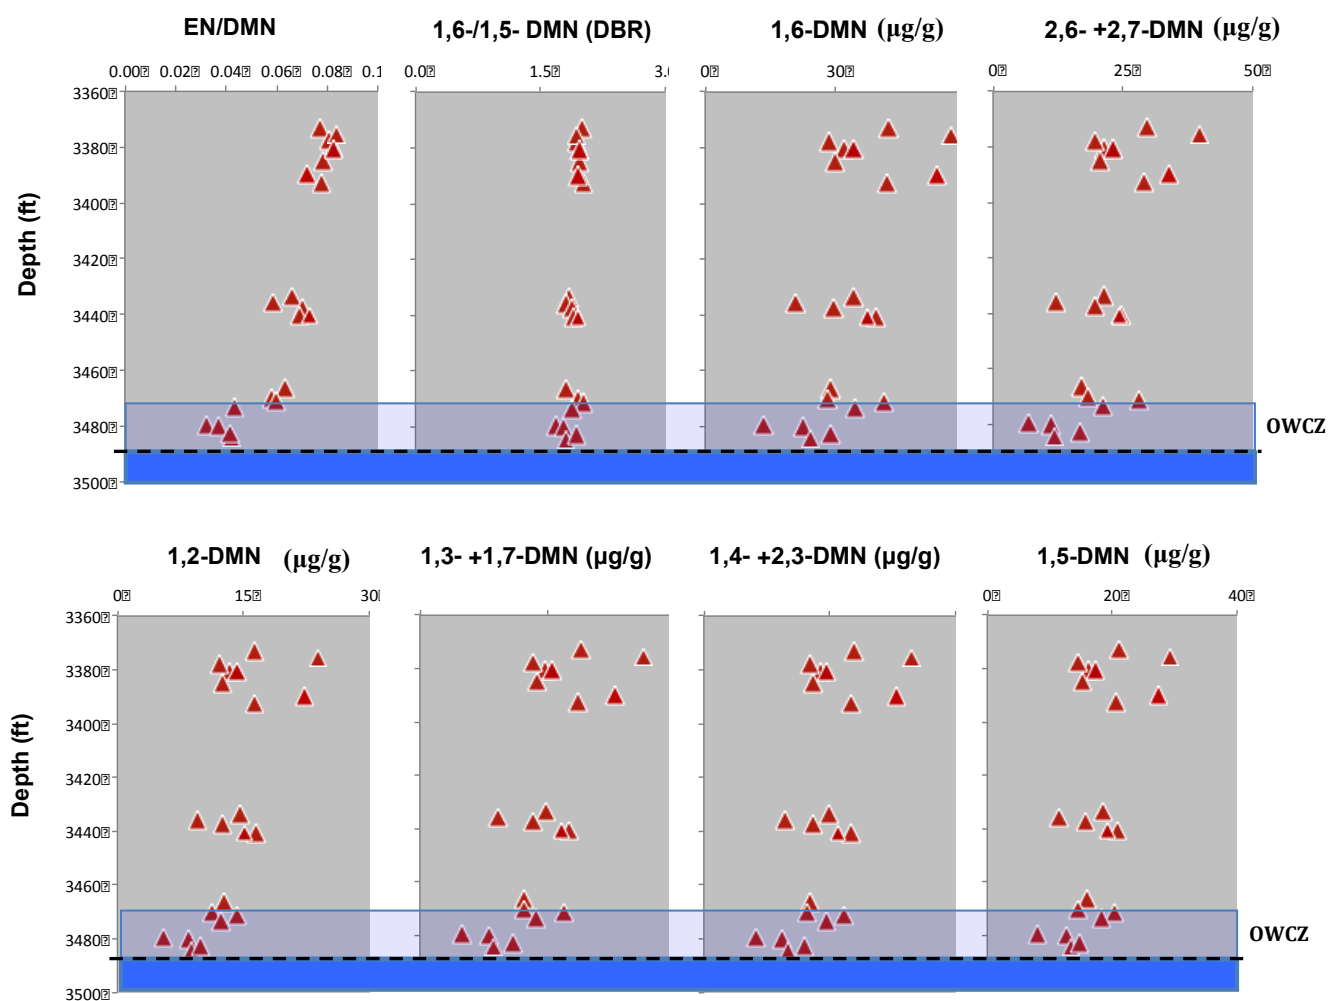 EN/DMN 1,6-/1,5- DMN (DBR) 1,6-DMN (µg/g) 2,6- +2,7-DMN (µg/g)
0.00 0.02 0.04 0.06 0.08 0.1 0.0 1.5 3.0 0 30 0 25 50
3360
3380
3400
Depth (ft)
3420
3440
3460
3480 OWCZ
3500
1,2-DMN (µg/g) 1,3- +1,7-DMN (µg/g) 1,4- +2,3-DMN (µg/g) 1,5-DMN (µg/g)
0 15 30 0 20 40
3360
3380
3400
Depth (ft)
3420
3440
3460
3480 OWCZ
3500